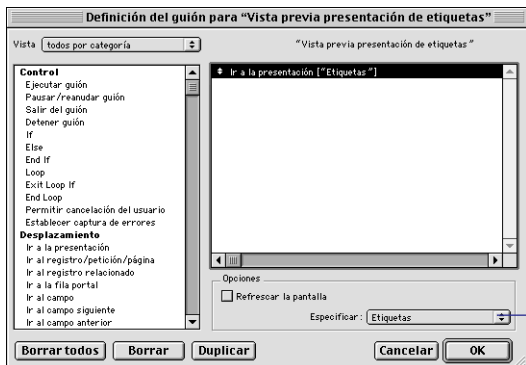 Definición del guión para “Vista previa presentación de etiquetas”
Vista todos por categoría
"Vista previa presentación de etiquetas"
Control
Ejecutar guión
Pausar/reanudar guión
Salir del guión
Detener guión
If
Else
End If
Loop
Exit Loop If
End Loop
Permitir cancelación del usuario
Establecer captura de errores
Desplazamiento
Ir a la presentación
Ir al registro/petición/página
Ir al registro relacionado
Ir a la fila portal
Ir al campo
Ir al campo siguiente
Ir al campo anterior
Ir a la presentación ["Etiquetas"]
Opciones
Refrescar la pantalla
Especificar: Etiquetas
Borrar todos Borrar Duplicar Cancelar OK